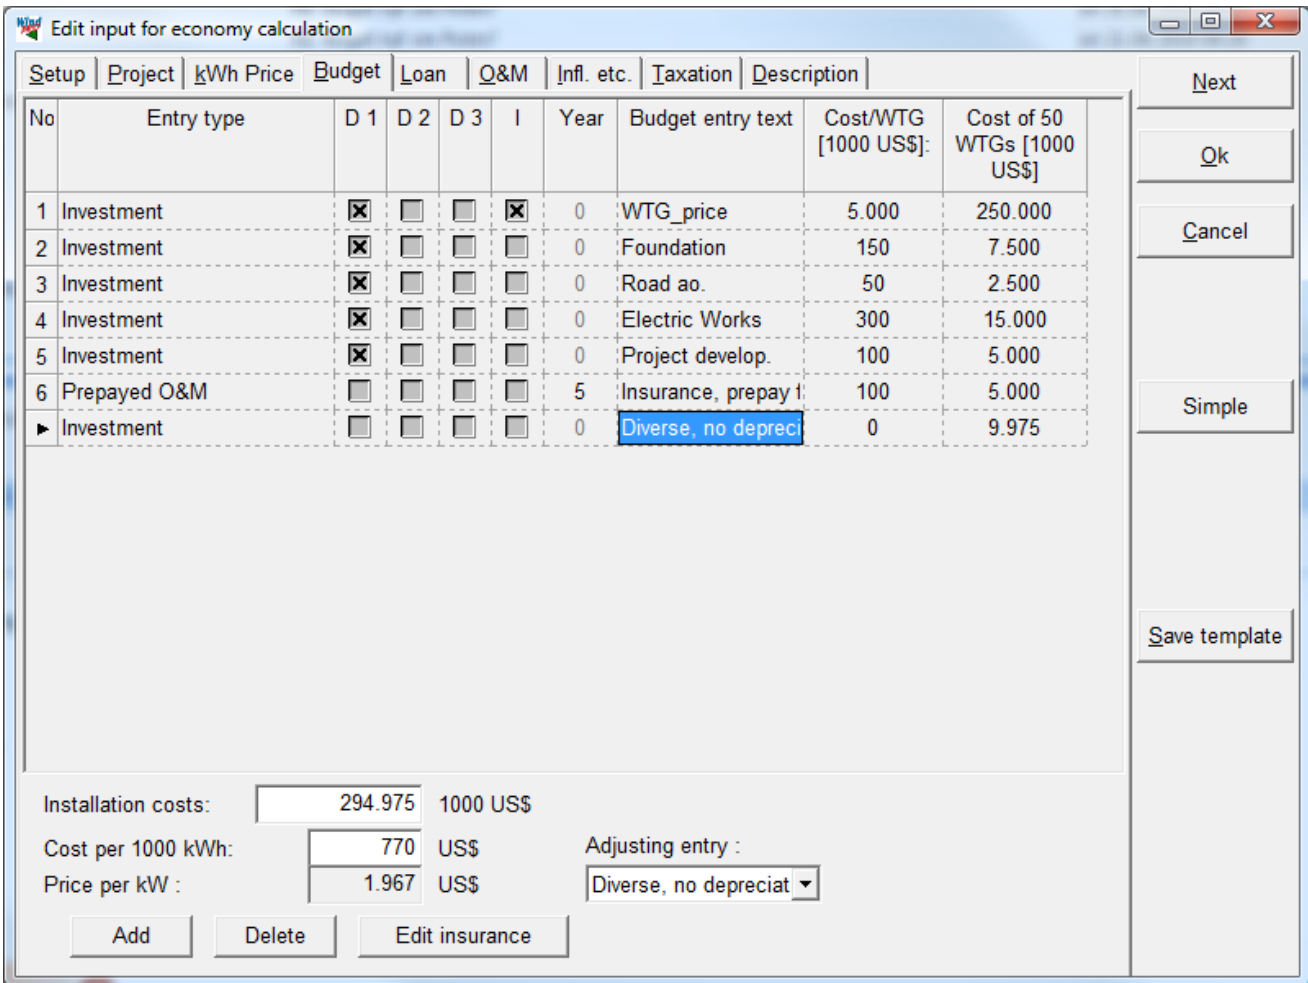 Edit input for economy calculation
Setup Project kWh Price Budget Loan O&M Infl. etc. Taxation Description
No Entry type D 1 D 2 D 3 I Year Budget entry text Cost/WTG [1000 US$]: Cost of 50 WTGs [1000 US$]
1 Investment 0 WTG_price 5.000 250.000
2 Investment 0 Foundation 150 7.500
3 Investment 0 Road ao. 50 2.500
4 Investment 0 Electric Works 300 15.000
5 Investment 0 Project develop. 100 5.000
6 Prepayed O&M 5 Insurance, prepay f 100 5.000
Investment 0 Diverse, no depreci 0 9.975
Installation costs: 294.975 1000 US$
Cost per 1000 kWh: 770 US$
Price per kW : 1.967 US$
Adjusting entry :
Diverse, no depreciat
Add Delete Edit insurance
Next
Ok
Cancel
Simple
Save template